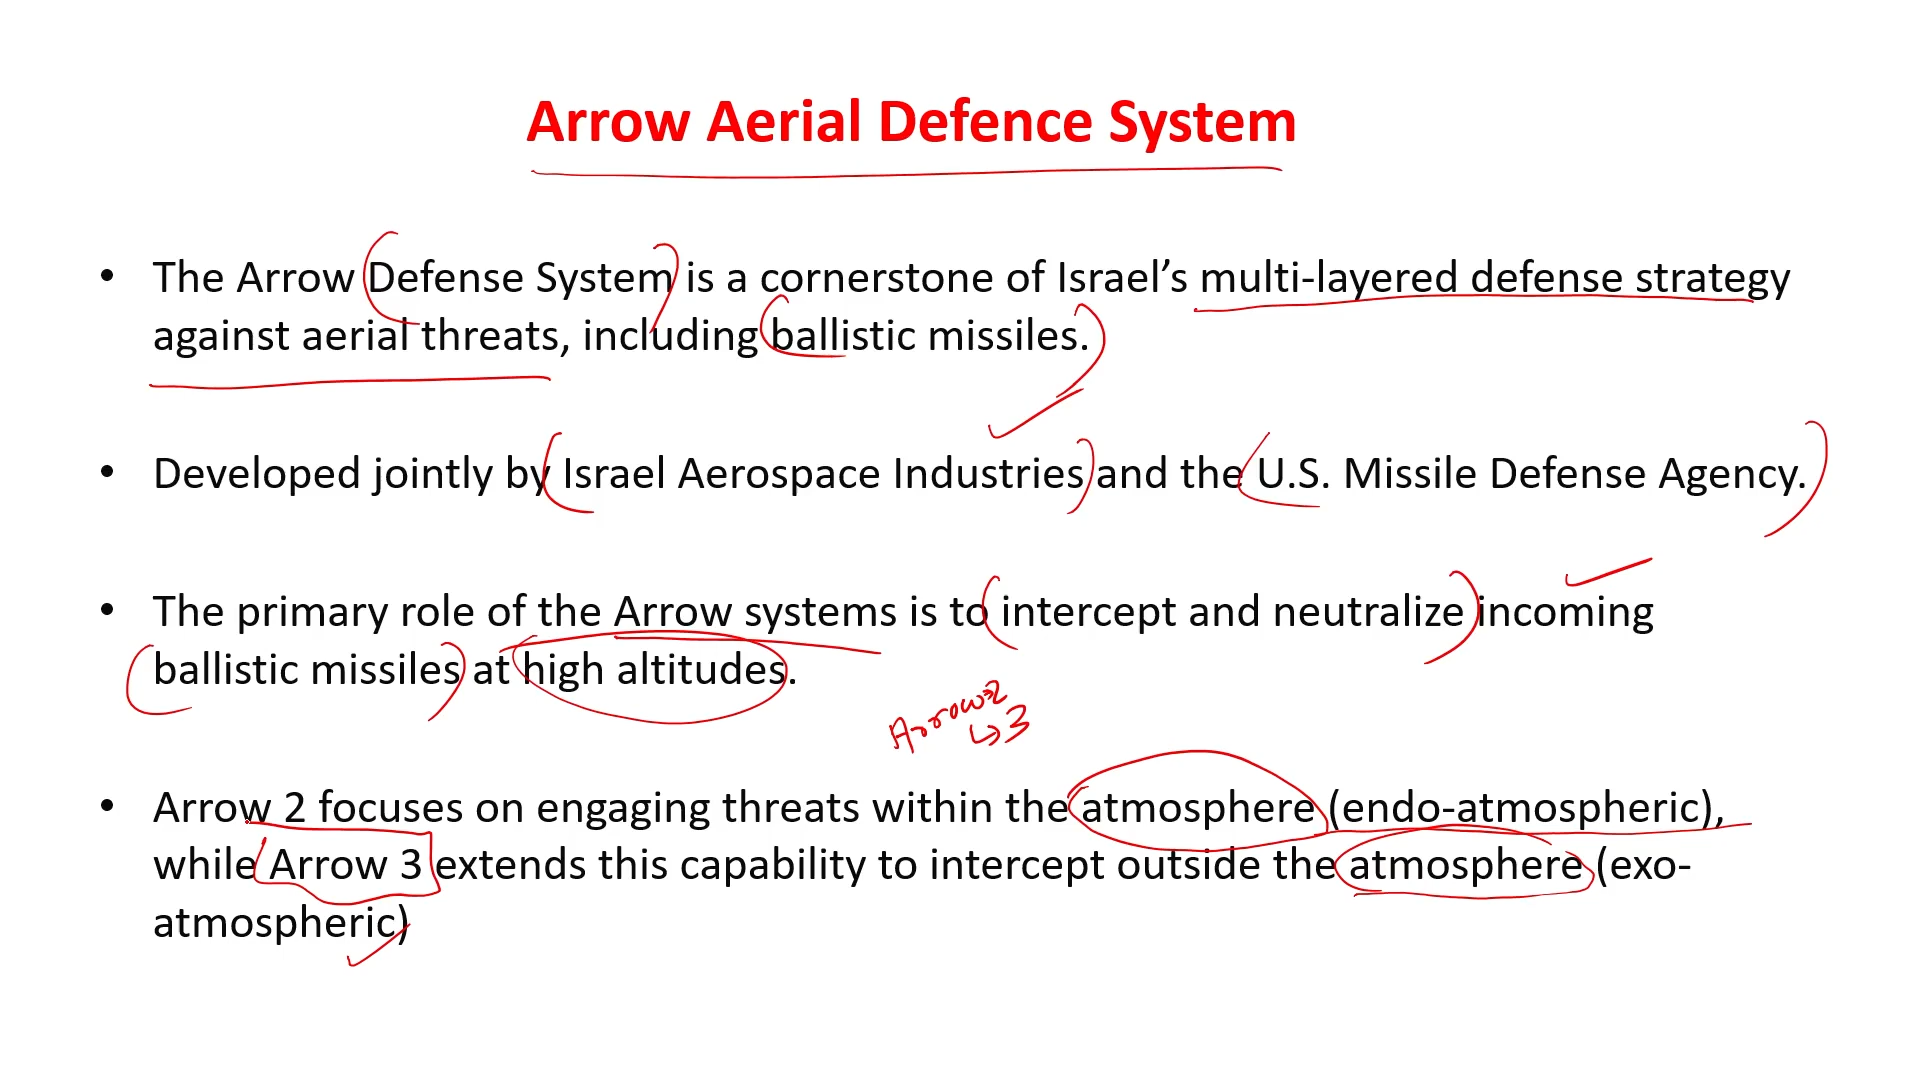 Arrow Aerial Defence System
• The Arrow Defense System is a cornerstone of Israel’s multi-layered defense strategy
against aerial threats, including ballistic missiles.
• Developed jointly by Israel Aerospace Industries and the U.S. Missile Defense Agency.
• The primary role of the Arrow systems is to intercept and neutralize incoming
ballistic missiles at high altitudes.
Arrow 2
↳ 3
• Arrow 2 focuses on engaging threats within the atmosphere (endo-atmospheric),
while Arrow 3 extends this capability to intercept outside the atmosphere (exo-
atmospheric)